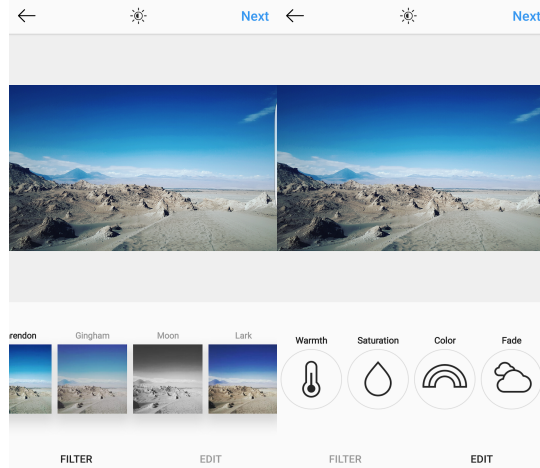 Next
Next
rendon Gingham Moon Lark
Warmth Saturation Color Fade
FILTER EDIT
FILTER EDIT